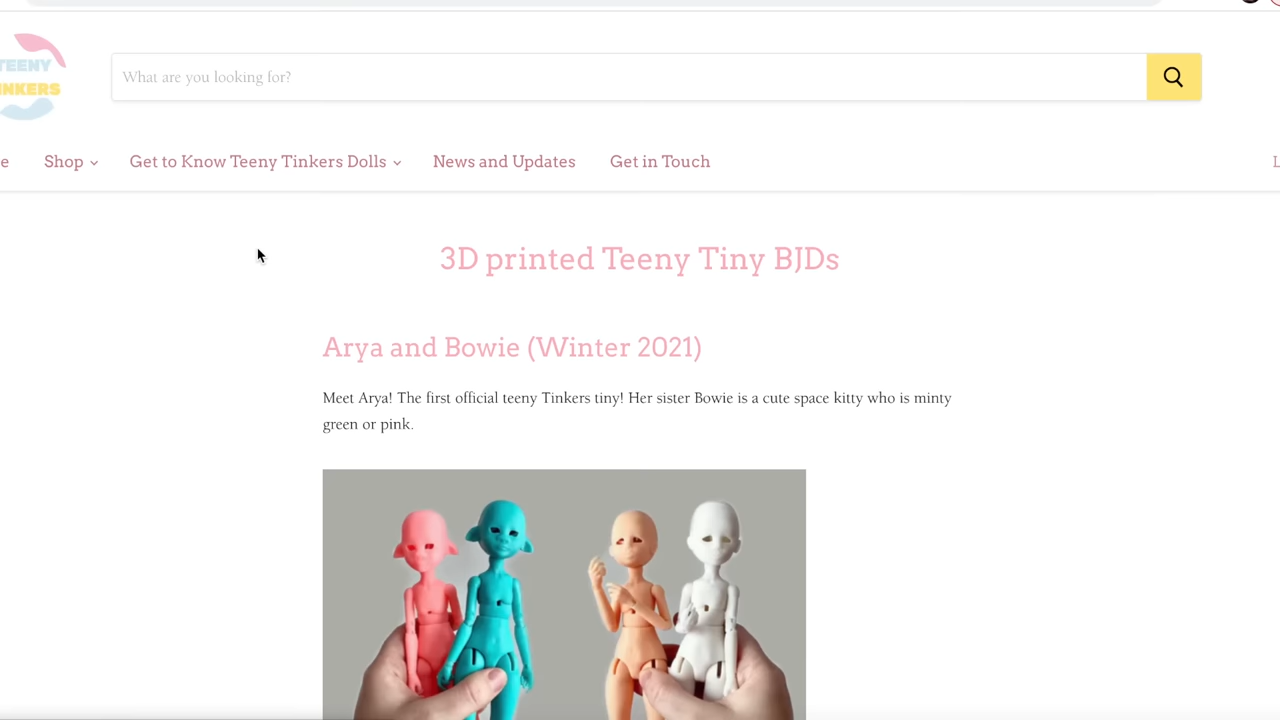 TEENY
INKERS
What are you looking for?
e Shop Get to Know Teeny Tinkers Dolls News and Updates Get in Touch L
3D printed Teeny Tiny BJDs
Arya and Bowie (Winter 2021)
Meet Arya! The first official teeny Tinkers tiny! Her sister Bowie is a cute space kitty who is minty
green or pink.